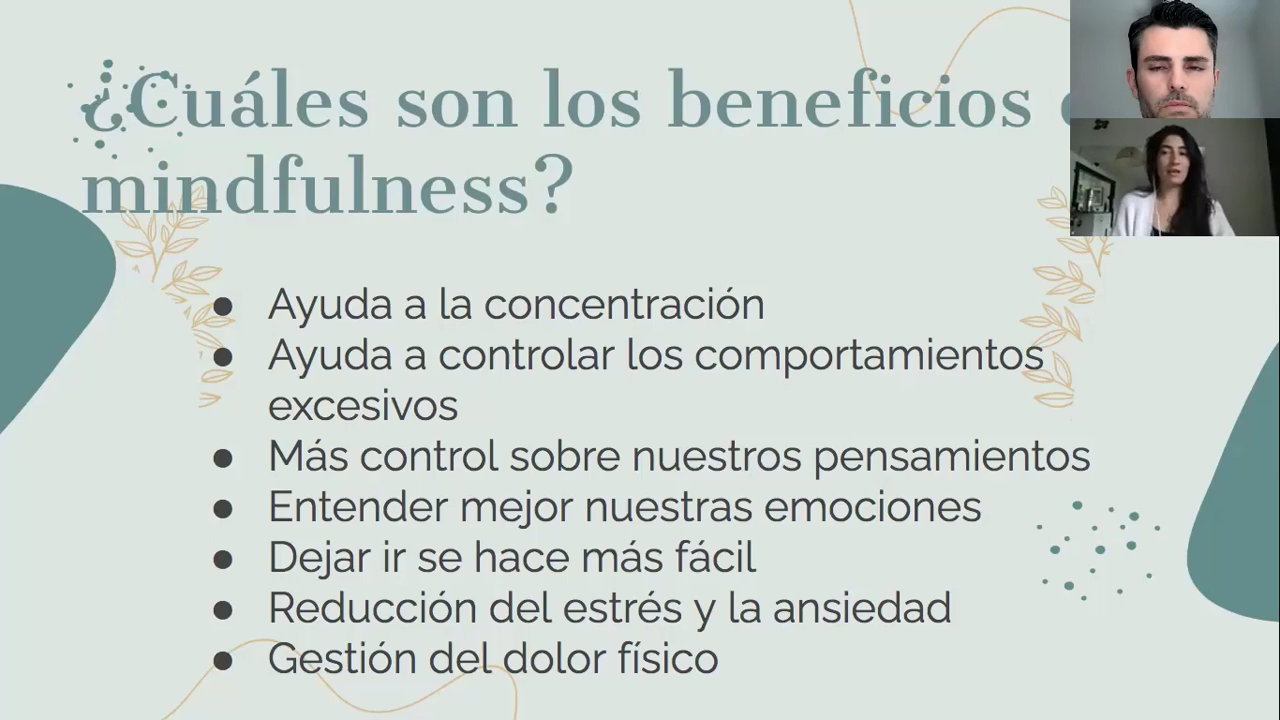 ¿Cuáles son los beneficios
mindfulness?
● Ayuda a la concentración
● Ayuda a controlar los comportamientos
excesivos
● Más control sobre nuestros pensamientos
● Entender mejor nuestras emociones
● Dejar ir se hace más fácil
● Reducción del estrés y la ansiedad
● Gestión del dolor físico